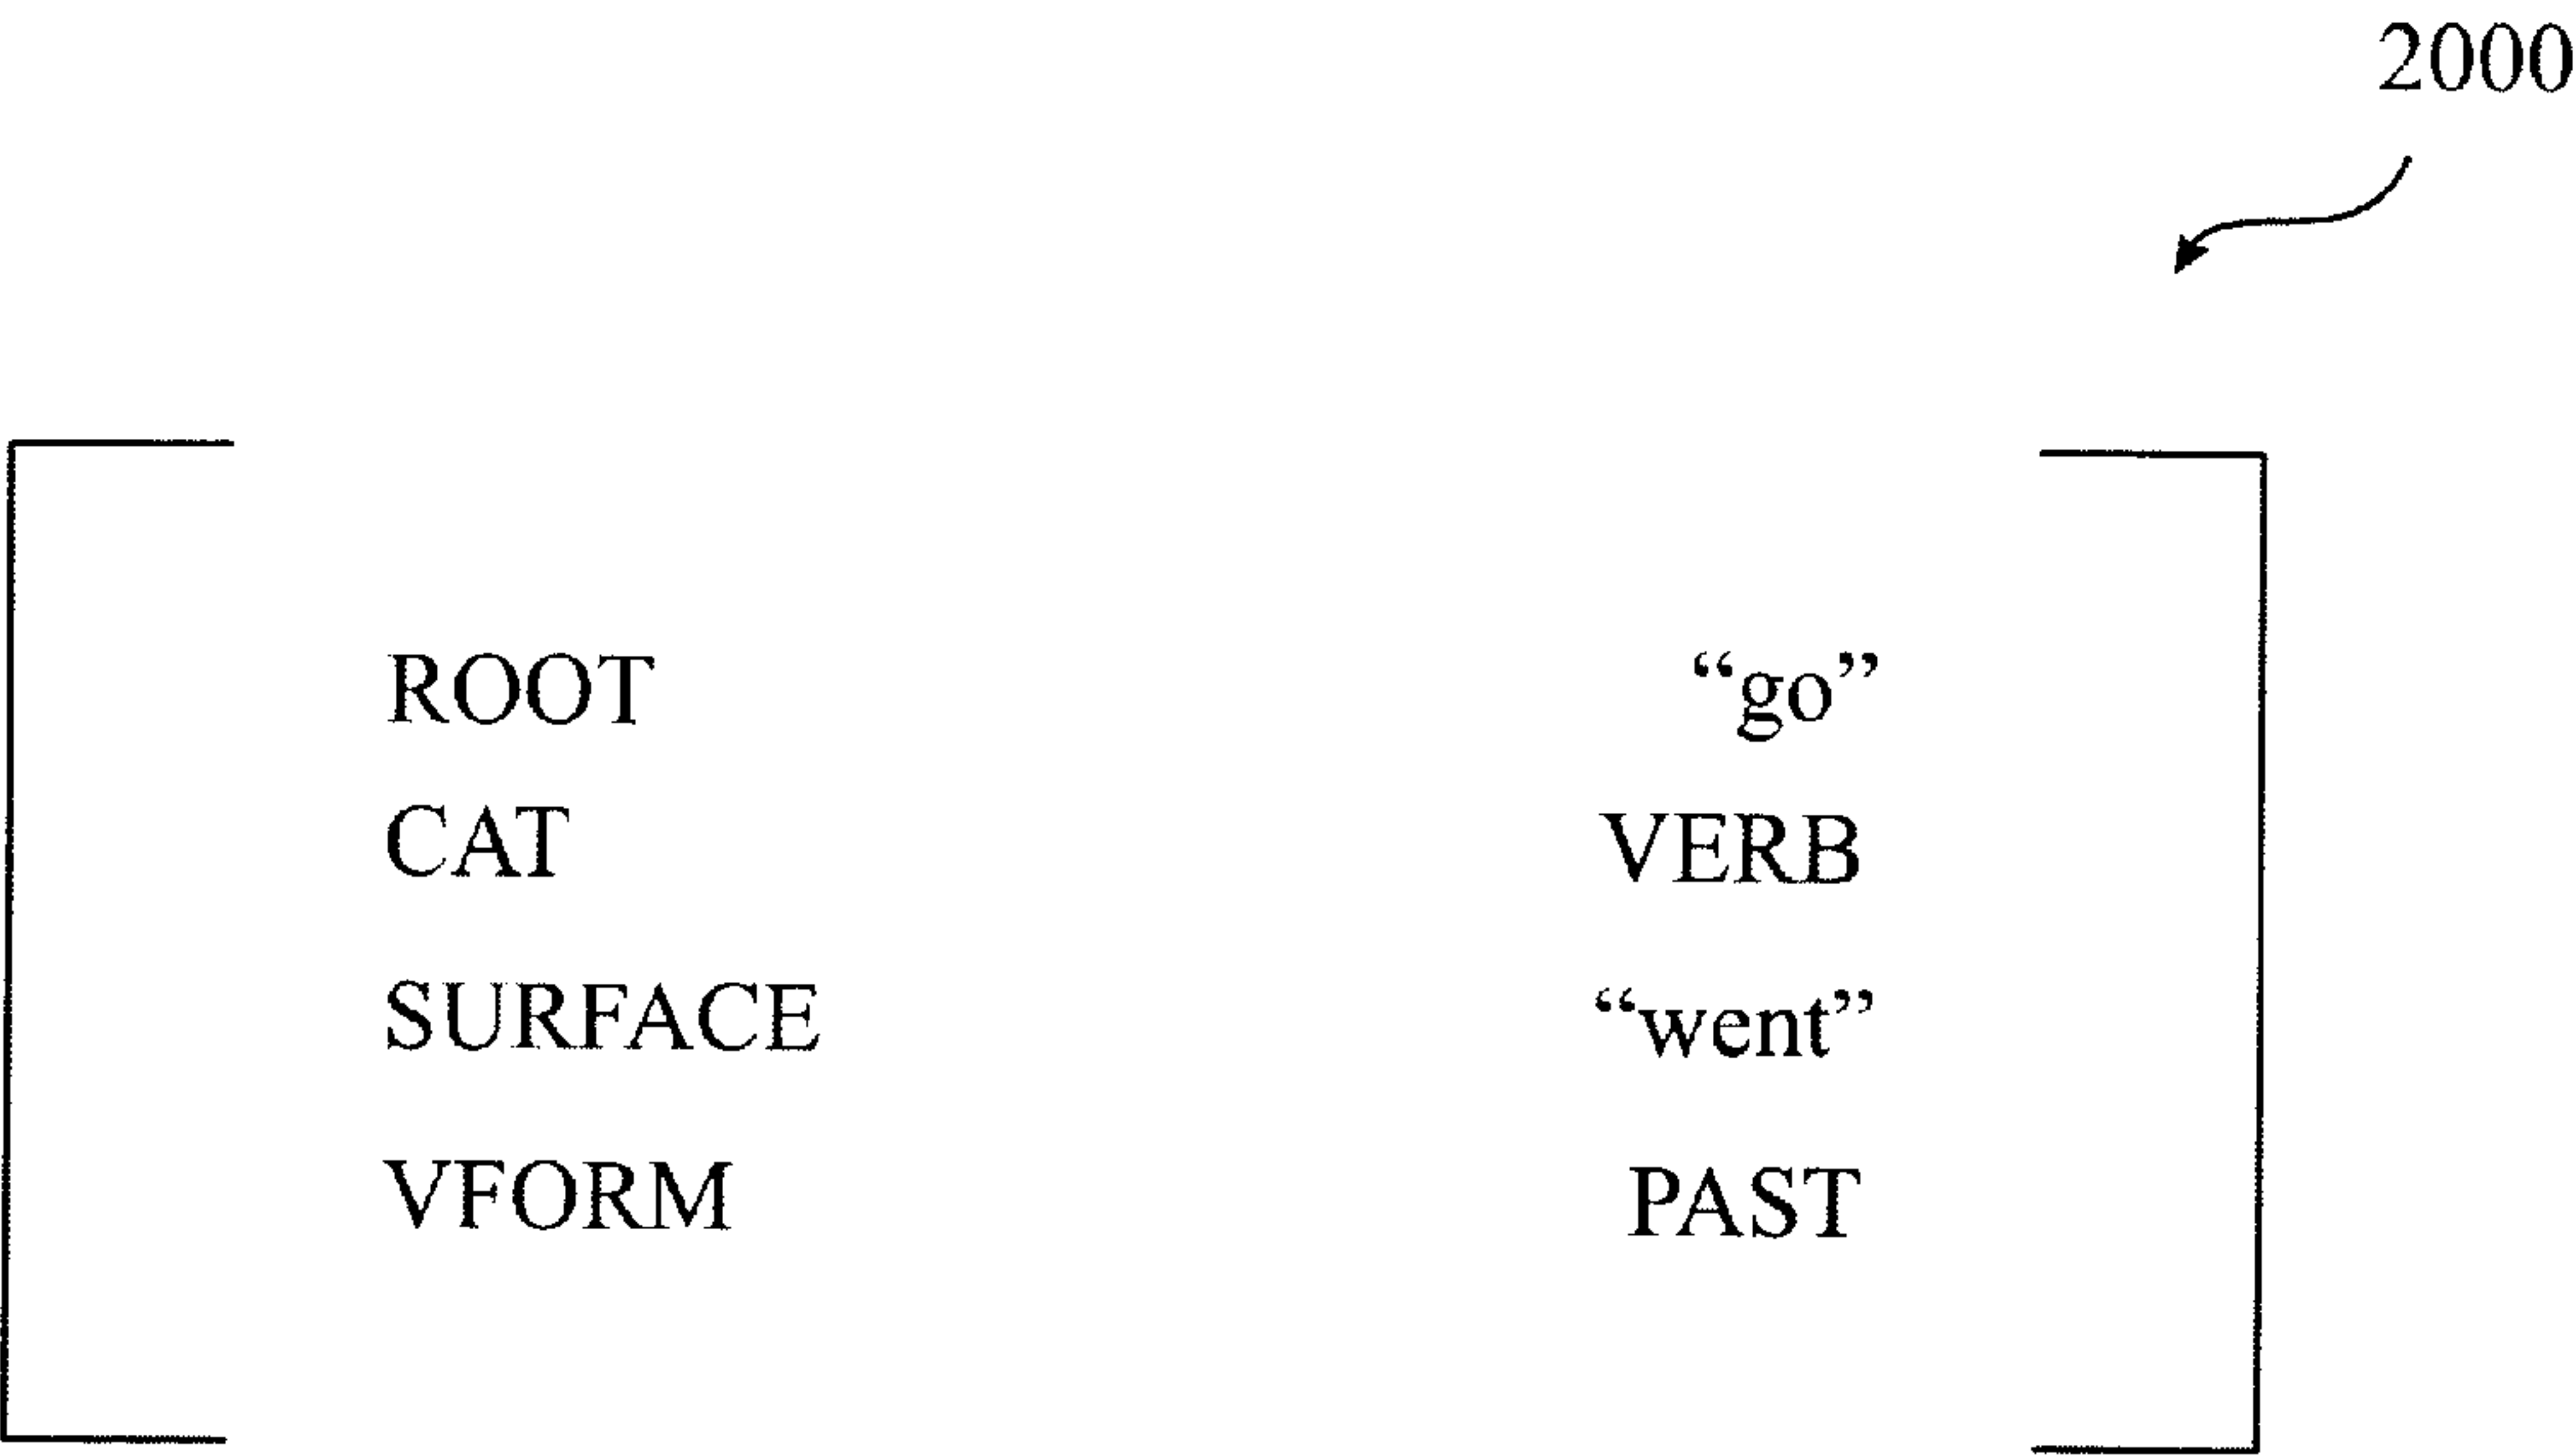 2000
ROOT “go”
CAT VERB
SURFACE “went”
VFORM PAST